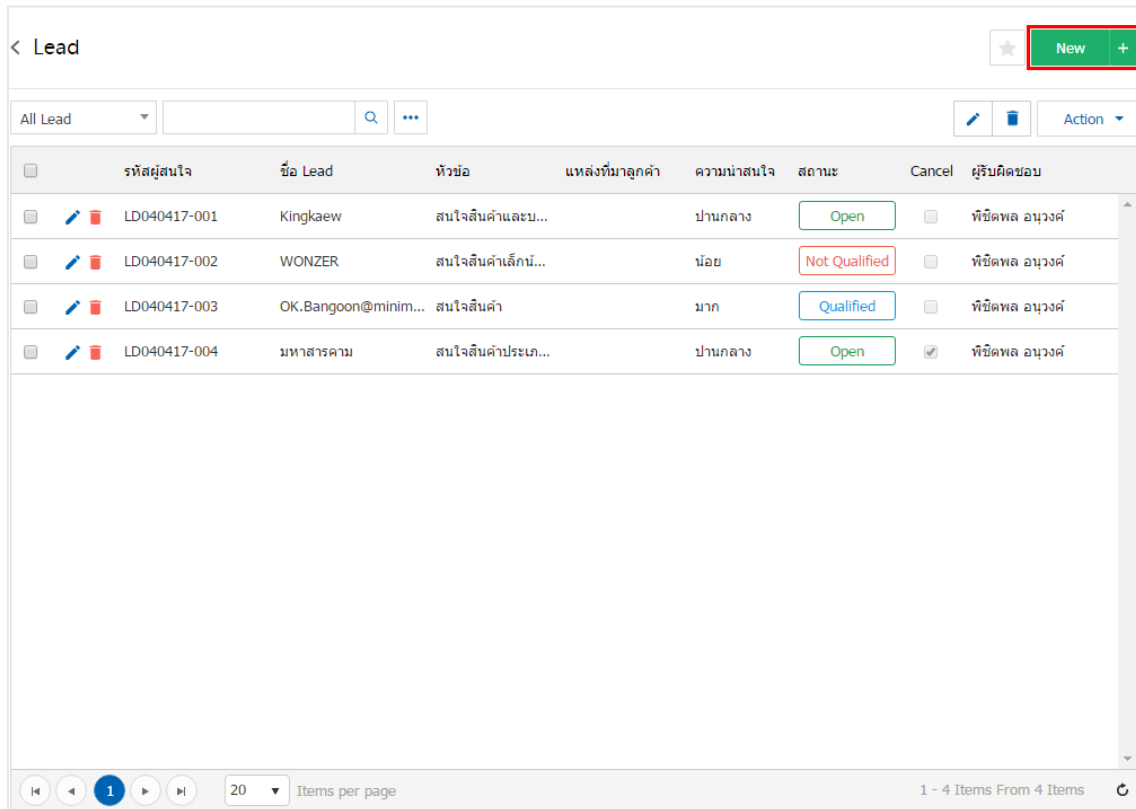 Lead
New +
All Lead
Action
รหัสผู้สนใจ ชื่อ Lead หัวข้อ แหล่งที่มาลูกค้า ความน่าสนใจ สถานะ Cancel ผู้รับผิดชอบ
LD040417-001 Kingkaew สนใจสินค้าและบ... ปานกลาง Open พิชิตพล อนุวงค์
LD040417-002 WONZER สนใจสินค้าเล็กน้... น้อย Not Qualified พิชิตพล อนุวงค์
LD040417-003 OK.Bangoon@minim... สนใจสินค้า มาก Qualified พิชิตพล อนุวงค์
LD040417-004 มหาสารคาม สนใจสินค้าประเภ... ปานกลาง Open พิชิตพล อนุวงค์
1 20 Items per page 1 - 4 Items From 4 Items